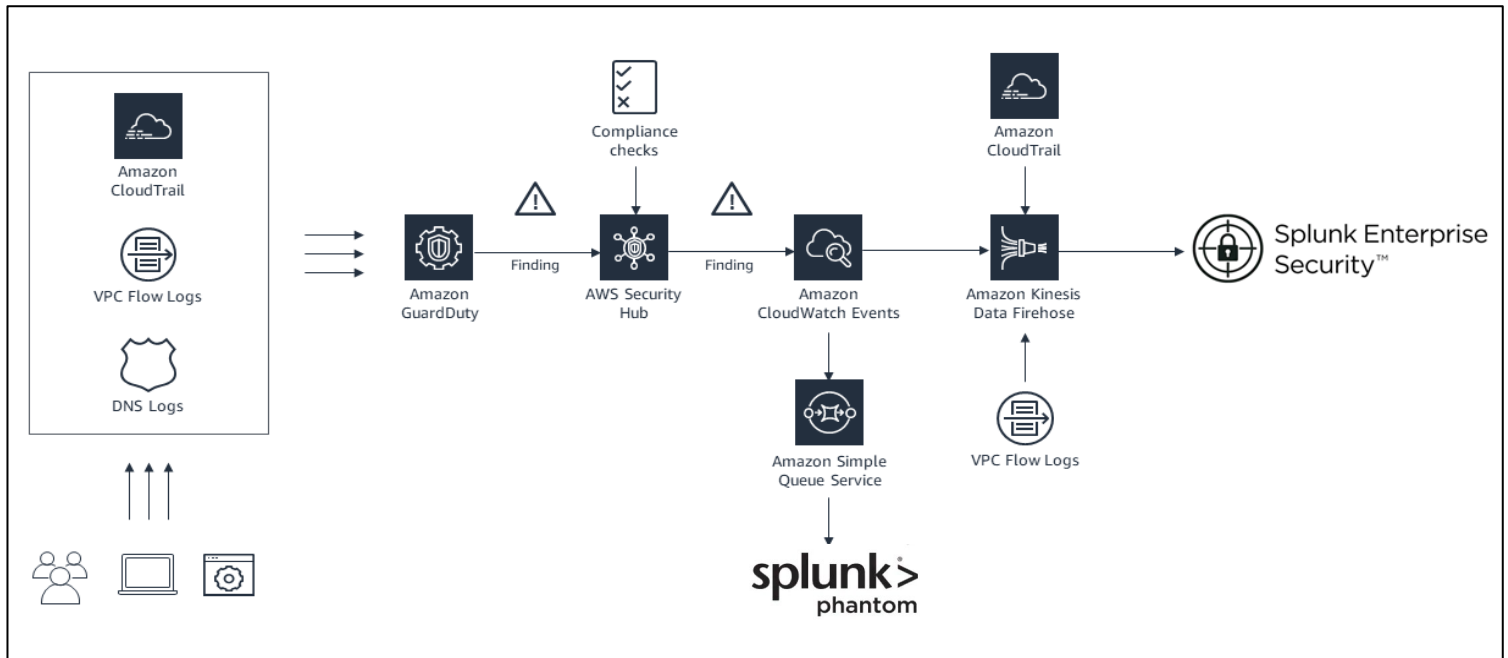 Amazon
CloudTrail
VPC Flow Logs
DNS Logs
Compliance
checks
Amazon
CloudTrail
Finding
Finding
Amazon
GuardDuty
AWS Security
Hub
Amazon
CloudWatch Events
Amazon Kinesis
Data Firehose
Splunk Enterprise
Security™
Amazon Simple
Queue Service
VPC Flow Logs
splunk>
phantom